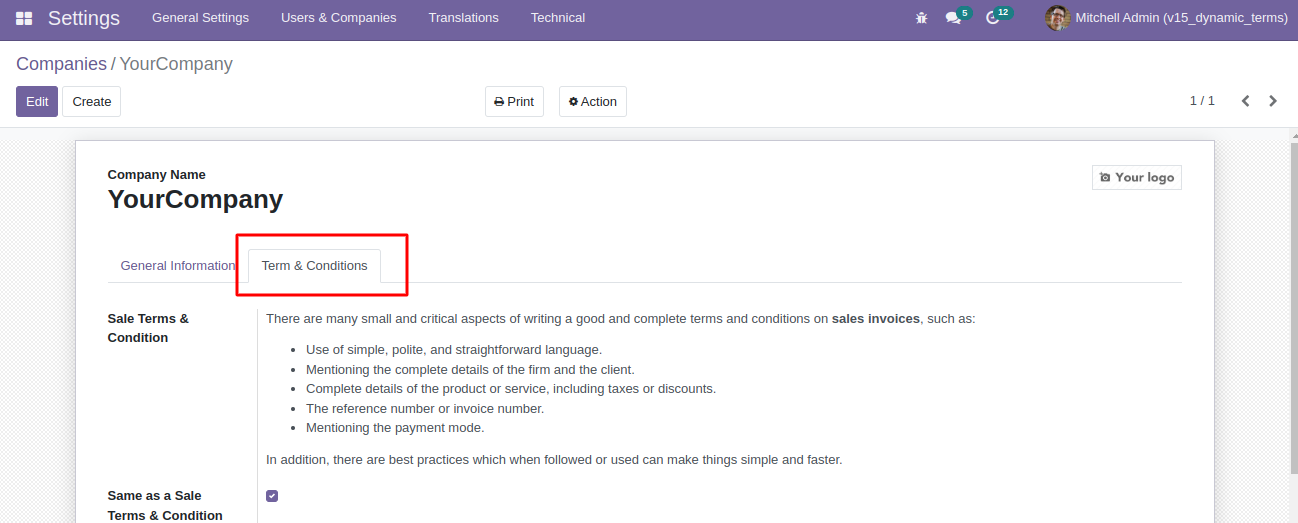 Settings General Settings Users & Companies Translations Technical 5 12 Mitchell Admin (v15_dynamic_terms)
Companies / YourCompany
Edit Create Print Action 1 / 1
Company Name
YourCompany
Your logo
General Information Term & Conditions
Sale Terms & There are many small and critical aspects of writing a good and complete terms and conditions on sales invoices, such as:
Condition
• Use of simple, polite, and straightforward language.
• Mentioning the complete details of the firm and the client.
• Complete details of the product or service, including taxes or discounts.
• The reference number or invoice number.
• Mentioning the payment mode.
In addition, there are best practices which when followed or used can make things simple and faster.
Same as a Sale
Terms & Condition